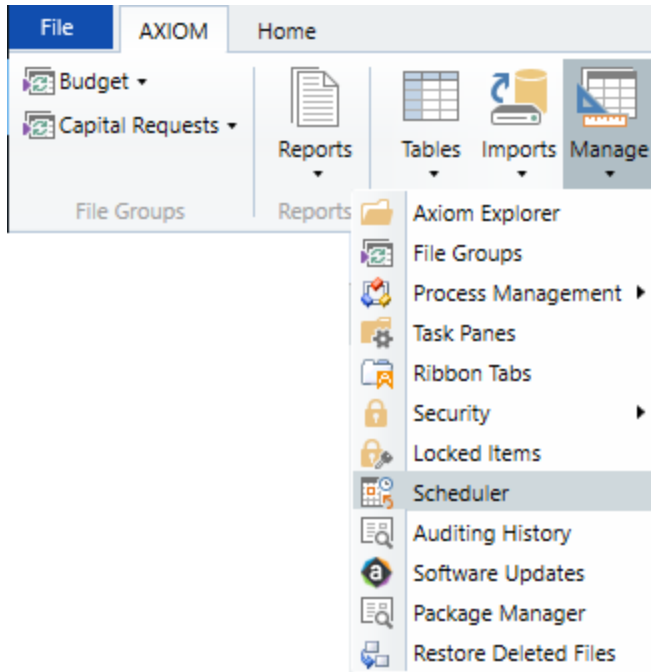 File AXIOM Home
Budget
Capital Requests
Reports Tables Imports Manage
File Groups Reports
Axiom Explorer
File Groups
Process Management
Task Panes
Ribbon Tabs
Security
Locked Items
Scheduler
Auditing History
Software Updates
Package Manager
Restore Deleted Files